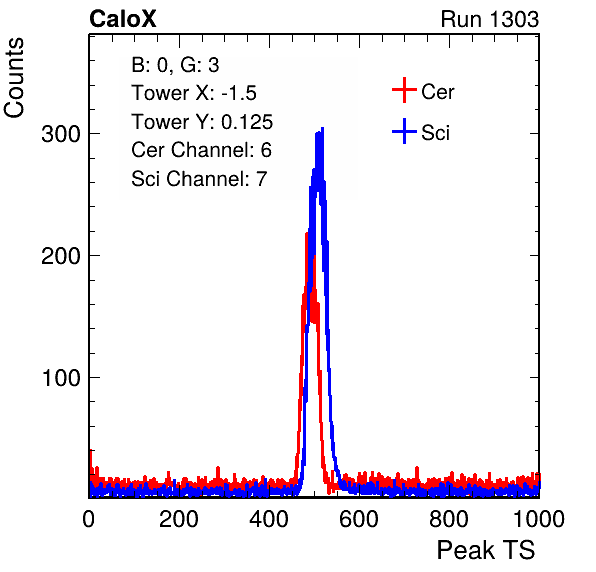 CaloX Run 1303
Counts
B: 0, G: 3
Tower X: -1.5
Tower Y: 0.125
Cer Channel: 6
Sci Channel: 7
Cer
Sci
300
200
100
0 200 400 600 800 1000
Peak TS